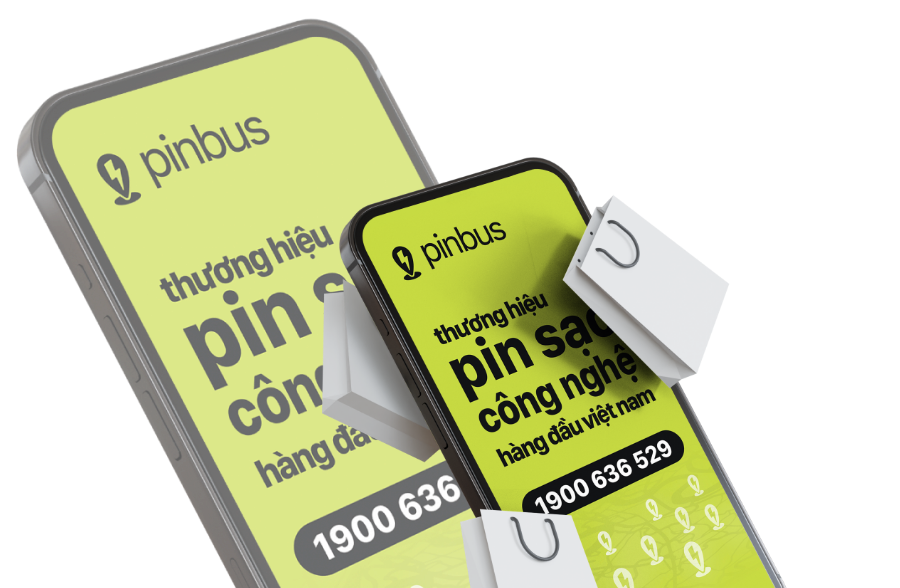 pinbus
thương hiệu
pin s
công
hàng đầ
1900 636
pinbus
thương hiệu
pin sạc
công nghệ
hàng đầu việt nam
1900 636 529